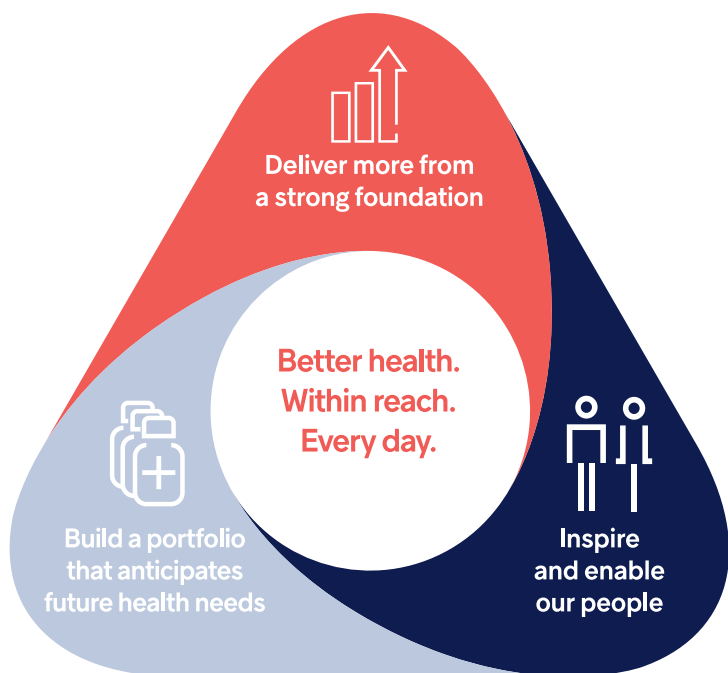 Deliver more from
a strong foundation
Better health.
Within reach.
Every day.
Build a portfolio
that anticipates
future health needs
Inspire
and enable
our people